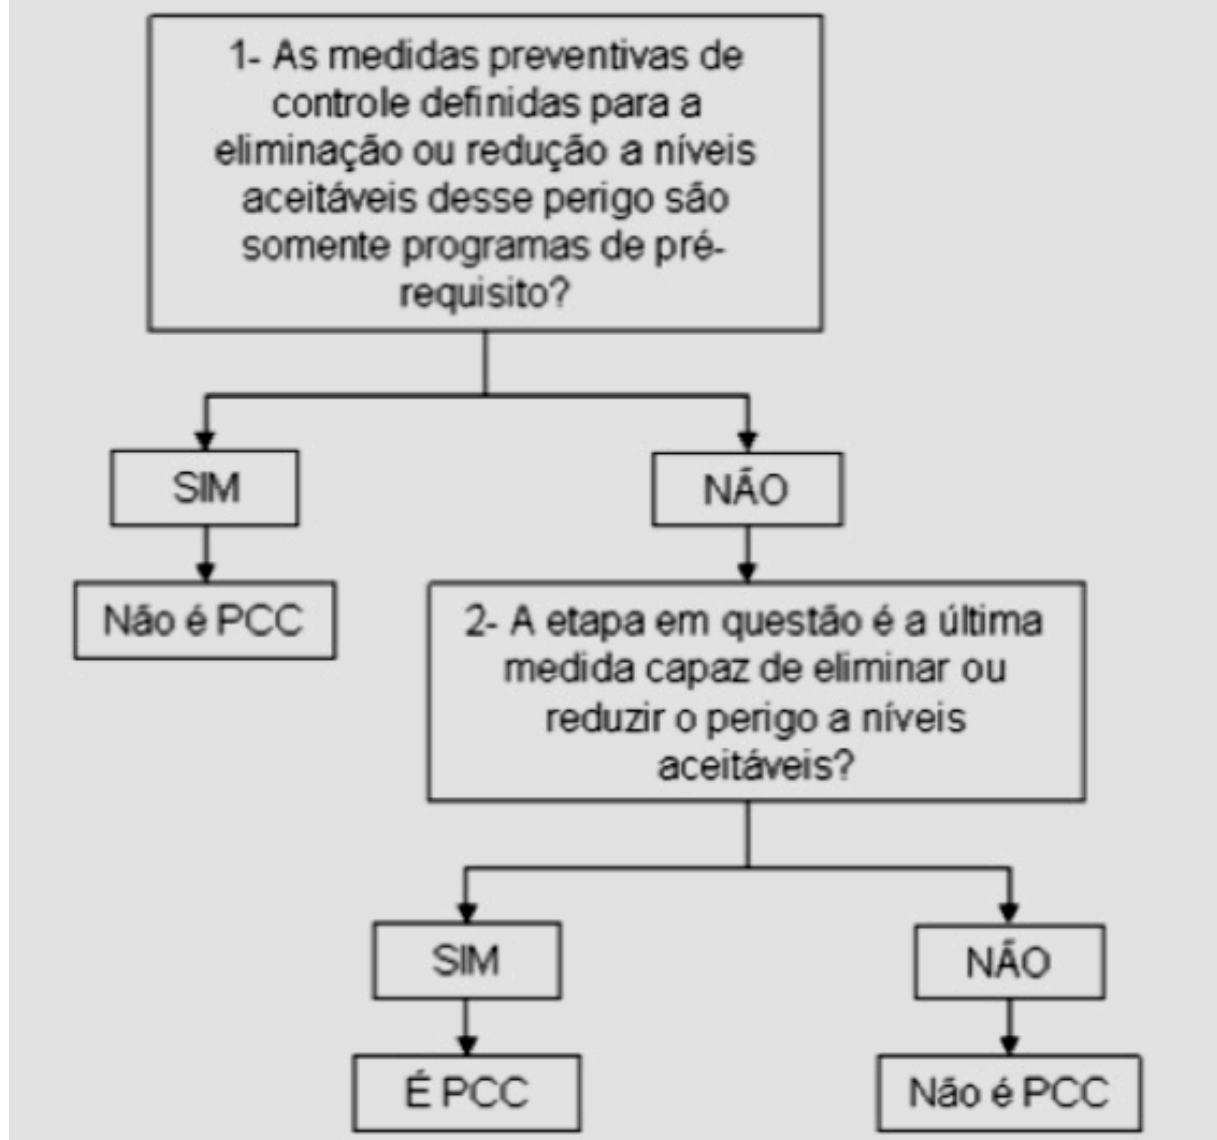 1- As medidas preventivas de
controle definidas para a
eliminação ou redução a níveis
aceitáveis desse perigo são
somente programas de pré-
requisito?
SIM
NÃO
Não é PCC
2- A etapa em questão é a última
medida capaz de eliminar ou
reduzir o perigo a níveis
aceitáveis?
SIM
NÃO
É PCC
Não é PCC